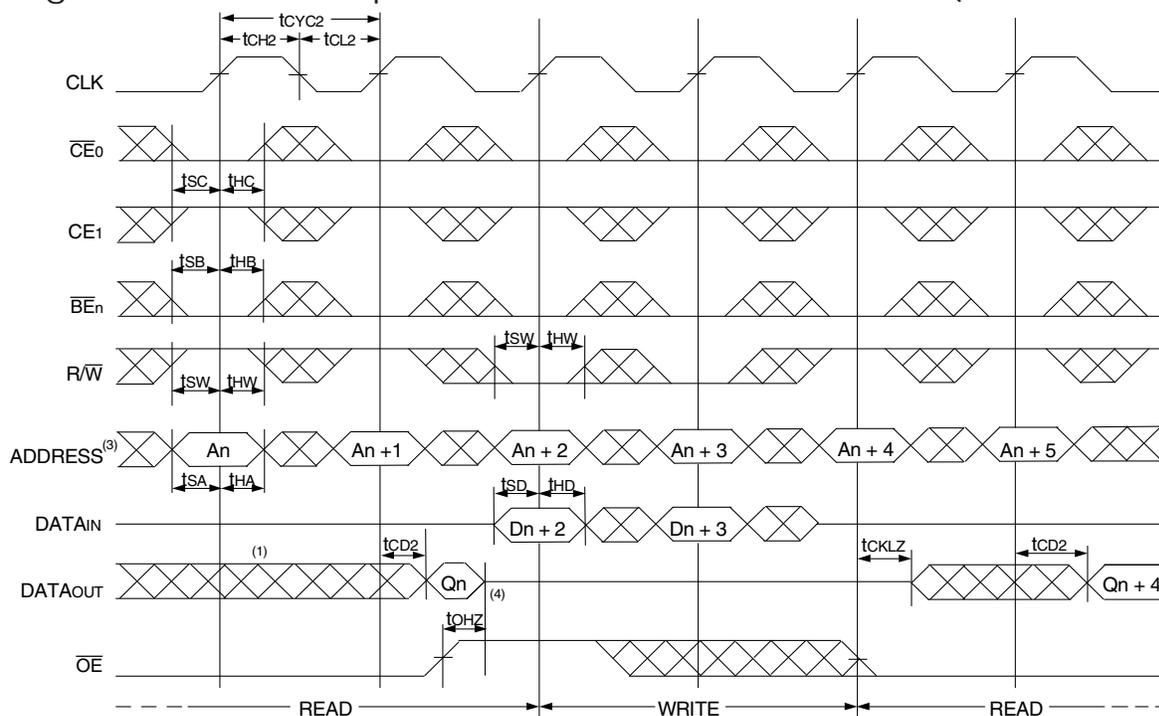 tCYC2
tCH2 tCL2
CLK
CE0
tSC tHC
CE1
tSB tHB
BEn
tSW tHW
R/W
tSW tHW
ADDRESS(3) An An +1 An + 2 An + 3 An + 4 An + 5
tSA tHA tSD tHD
DATAIN Dn + 2 Dn + 3
tCD2 tCKLZ tCD2
(1)
DATAOUT Qn (4) Qn + 4
tOHZ
OE
READ WRITE READ